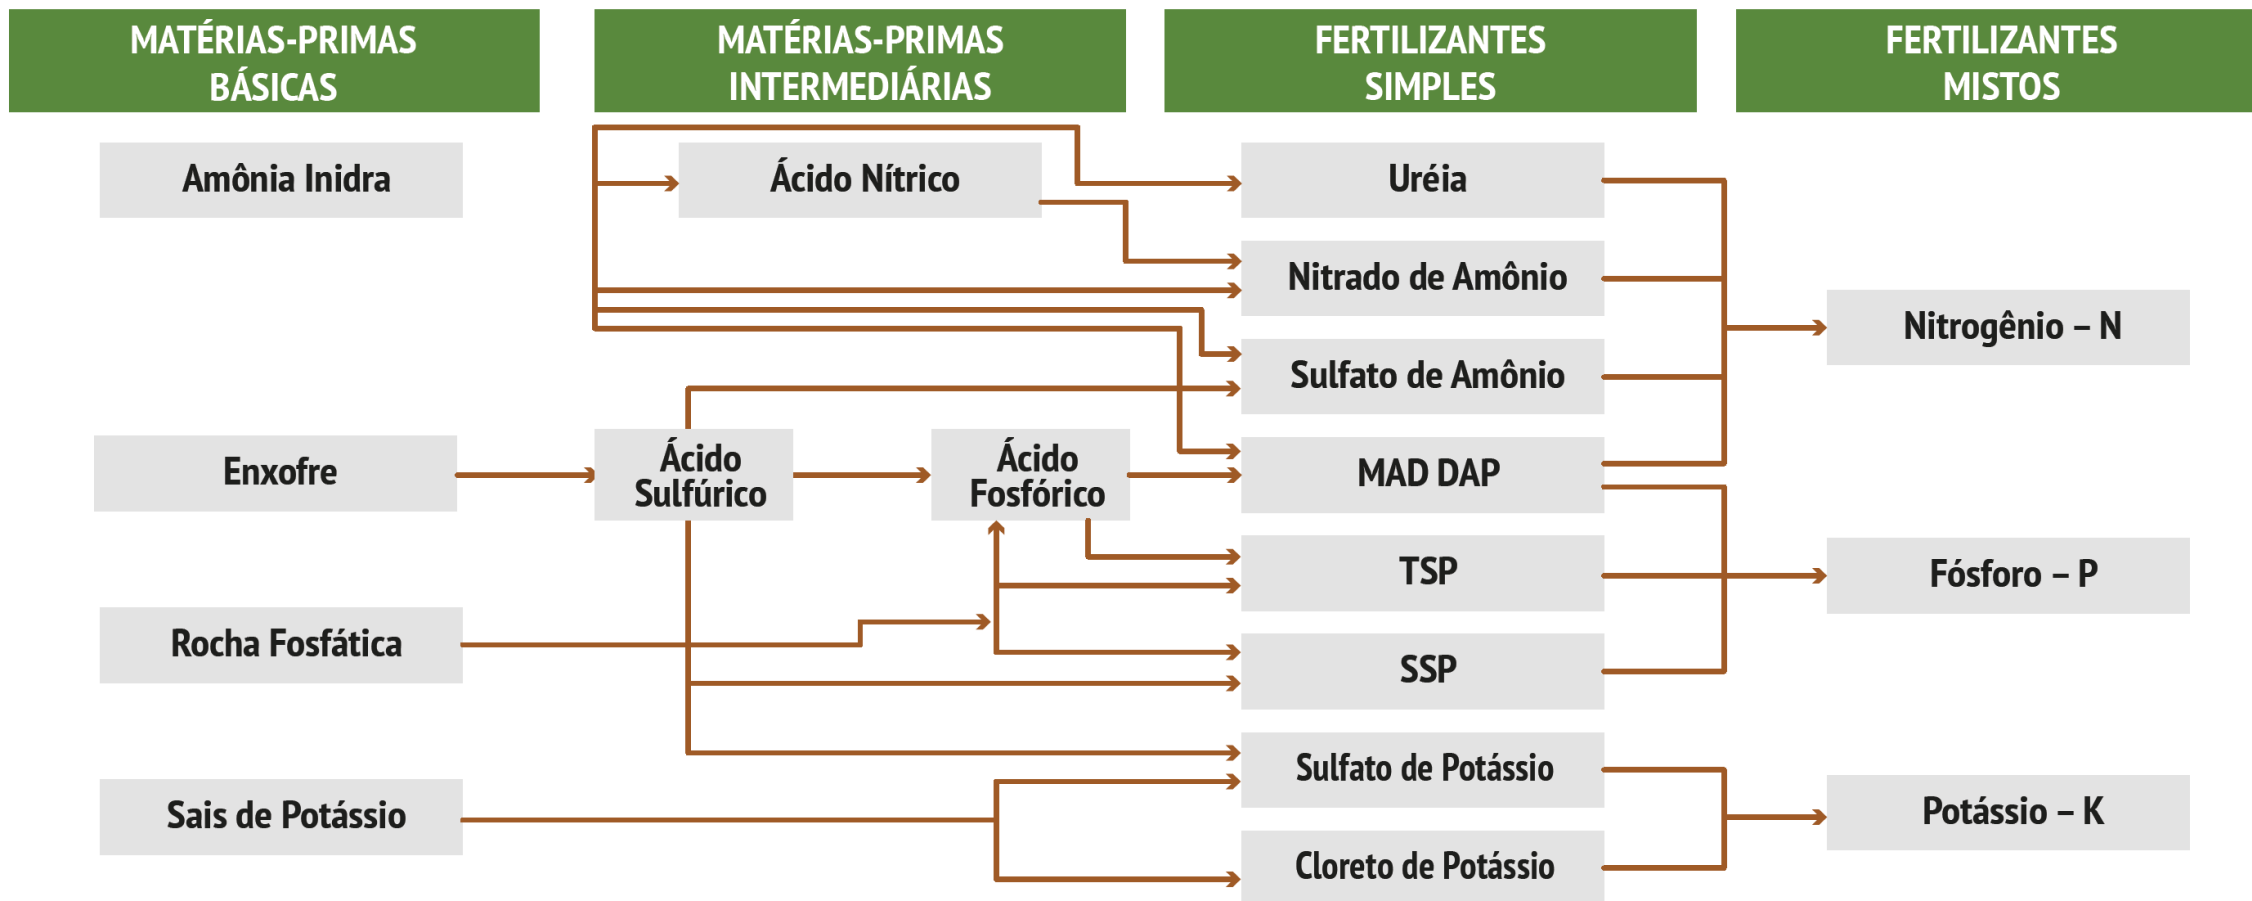 MATÉRIAS-PRIMAS
BÁSICAS
MATÉRIAS-PRIMAS
INTERMEDIÁRIAS
FERTILIZANTES
SIMPLES
FERTILIZANTES
MISTOS
Amônia Inidra
Ácido Nítrico
Uréia
Nitrado de Amônio
Nitrogênio – N
Sulfato de Amônio
Enxofre
Ácido
Sulfúrico
Ácido
Fosfórico
MAD DAP
TSP
Fósforo – P
Rocha Fosfática
SSP
Sulfato de Potássio
Sais de Potássio
Potássio – K
Cloreto de Potássio